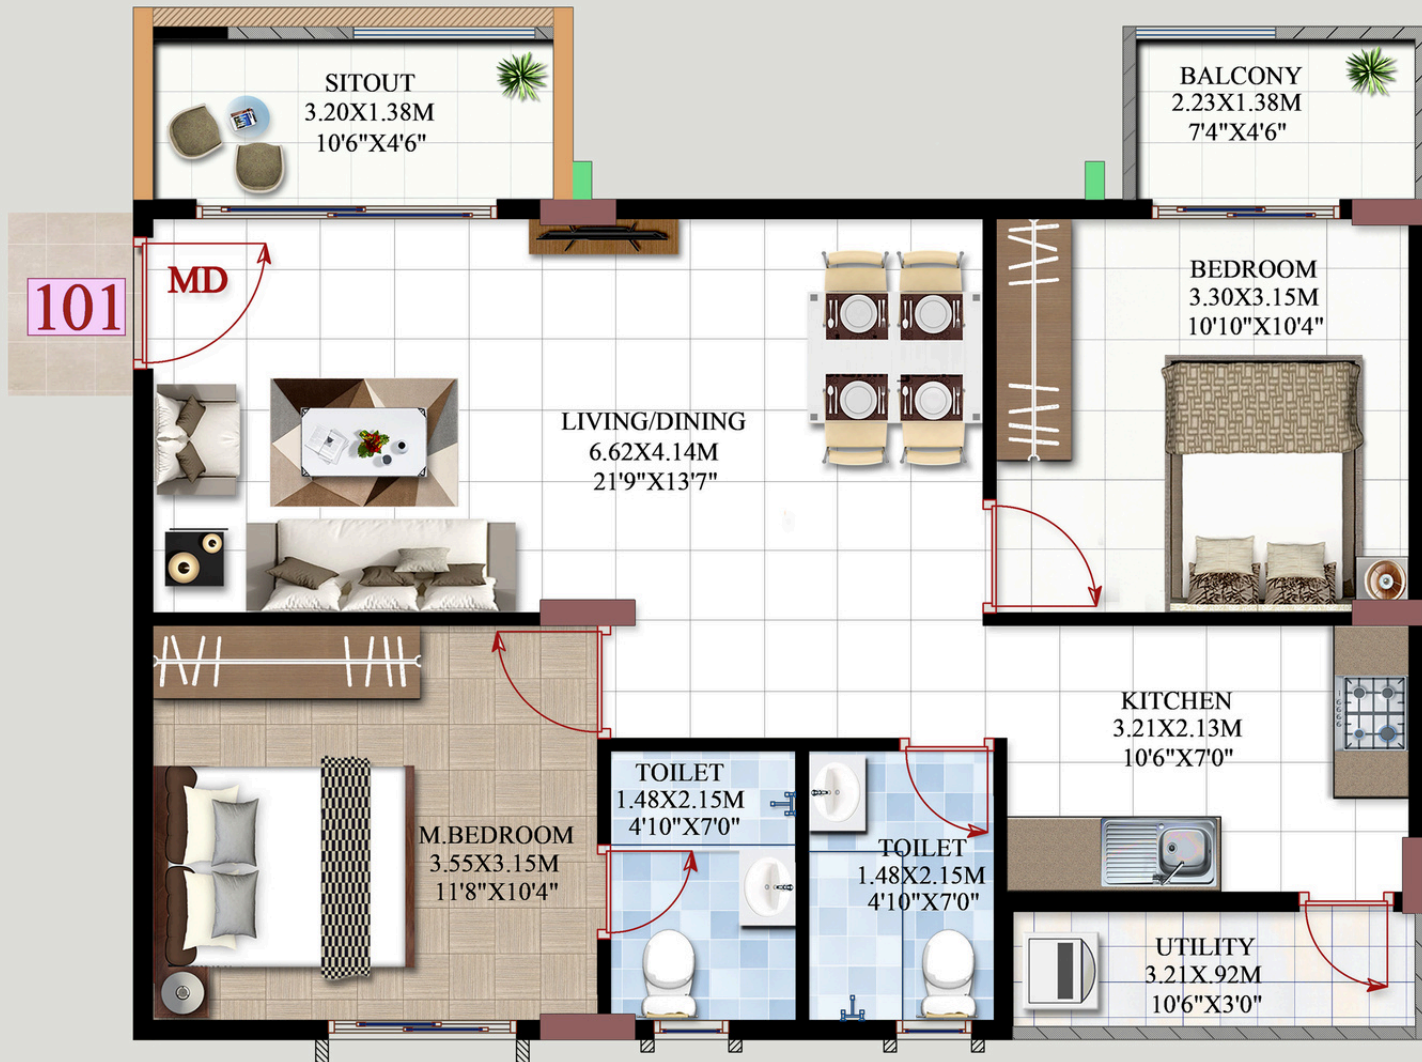 SITOUT
3.20X1.38M
10'6"X4'6"
BALCONY
2.23X1.38M
7'4"X4'6"
101
MD
BEDROOM
3.30X3.15M
10'10"X10'4"
LIVING/DINING
6.62X4.14M
21'9"X13'7"
KITCHEN
3.21X2.13M
10'6"X7'0"
TOILET
1.48X2.15M
4'10"X7'0"
M.BEDROOM
3.55X3.15M
11'8"X10'4"
TOILET
1.48X2.15M
4'10"X7'0"
UTILITY
3.21X.92M
10'6"X3'0"